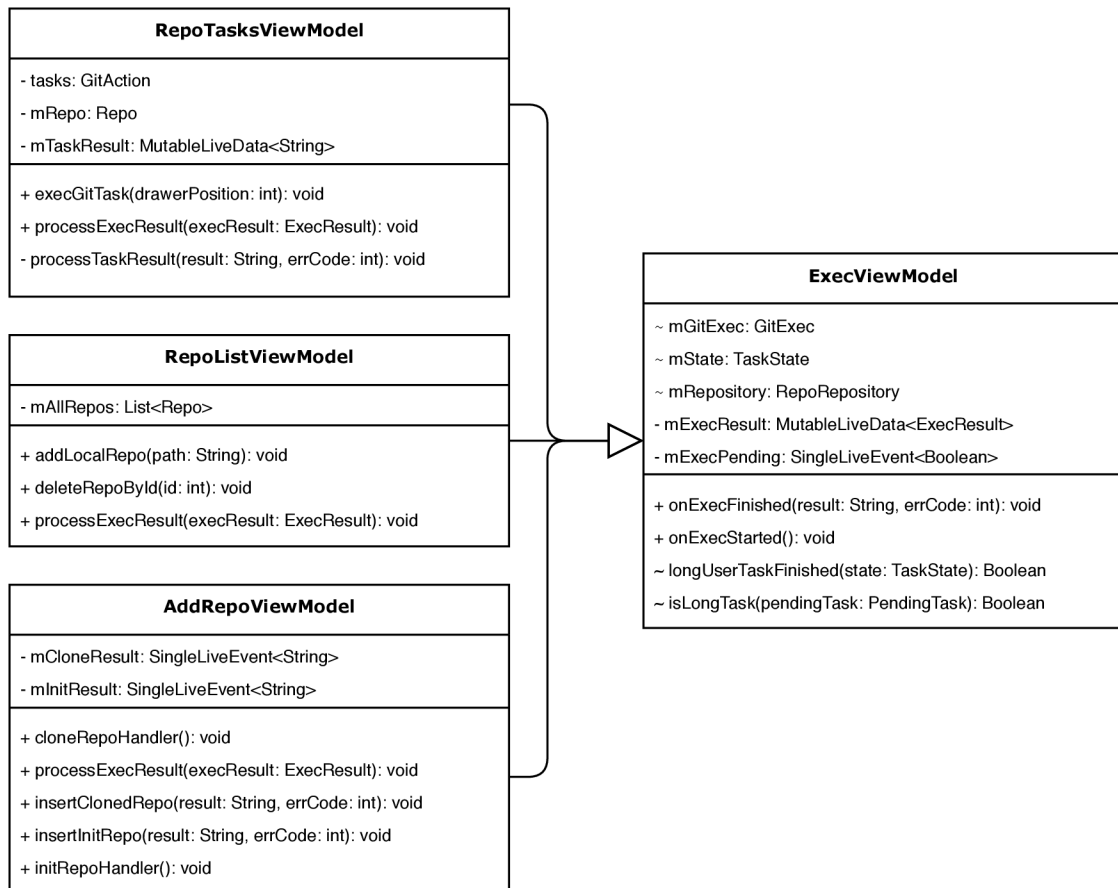 RepoTasksViewModel
- tasks: GitAction
- mRepo: Repo
- mTaskResult: MutableLiveData<String>
+ execGitTask(drawerPosition: int): void
+ processExecResult(execResult: ExecResult): void
- processTaskResult(result: String, errCode: int): void
RepoListViewModel
- mAllRepos: List<Repo>
+ addLocalRepo(path: String): void
+ deleteRepoById(id: int): void
+ processExecResult(execResult: ExecResult): void
AddRepoViewModel
- mCloneResult: SingleLiveEvent<String>
- mInitResult: SingleLiveEvent<String>
+ cloneRepoHandler(): void
+ processExecResult(execResult: ExecResult): void
+ insertClonedRepo(result: String, errCode: int): void
+ insertInitRepo(result: String, errCode: int): void
+ initRepoHandler(): void
ExecViewModel
~ mGitExec: GitExec
~ mState: TaskState
~ mRepository: RepoRepository
- mExecResult: MutableLiveData<ExecResult>
- mExecPending: SingleLiveEvent<Boolean>
+ onExecFinished(result: String, errCode: int): void
+ onExecStarted(): void
~ longUserTaskFinished(state: TaskState): Boolean
~ isLongTask(pendingTask: PendingTask): Boolean